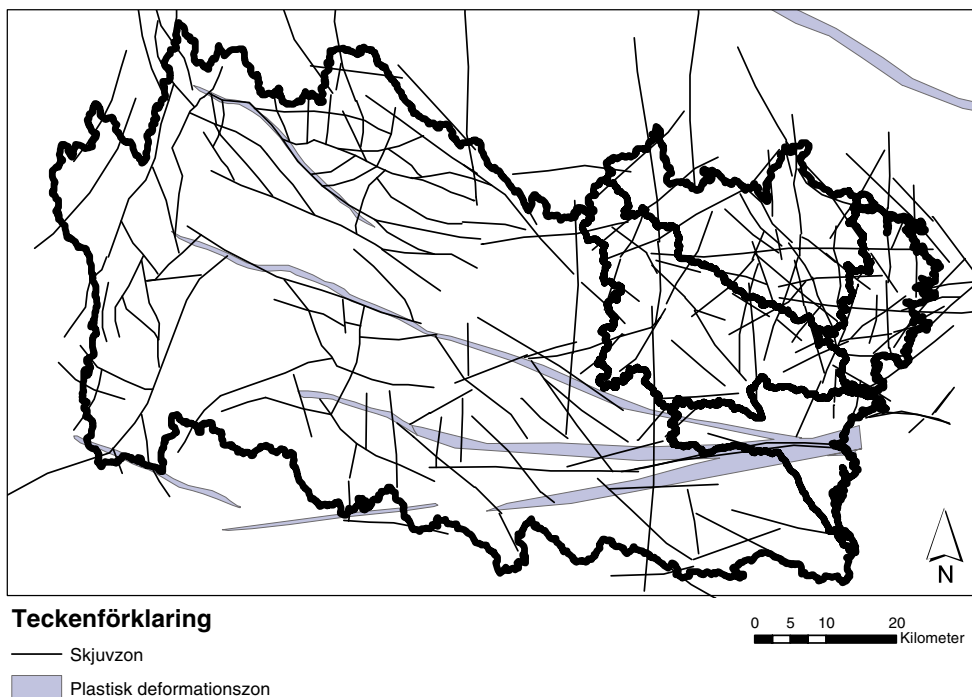 N
Teckenförklaring
0 5 10 20
Kilometer
Skjuvzon
Plastisk deformationszon